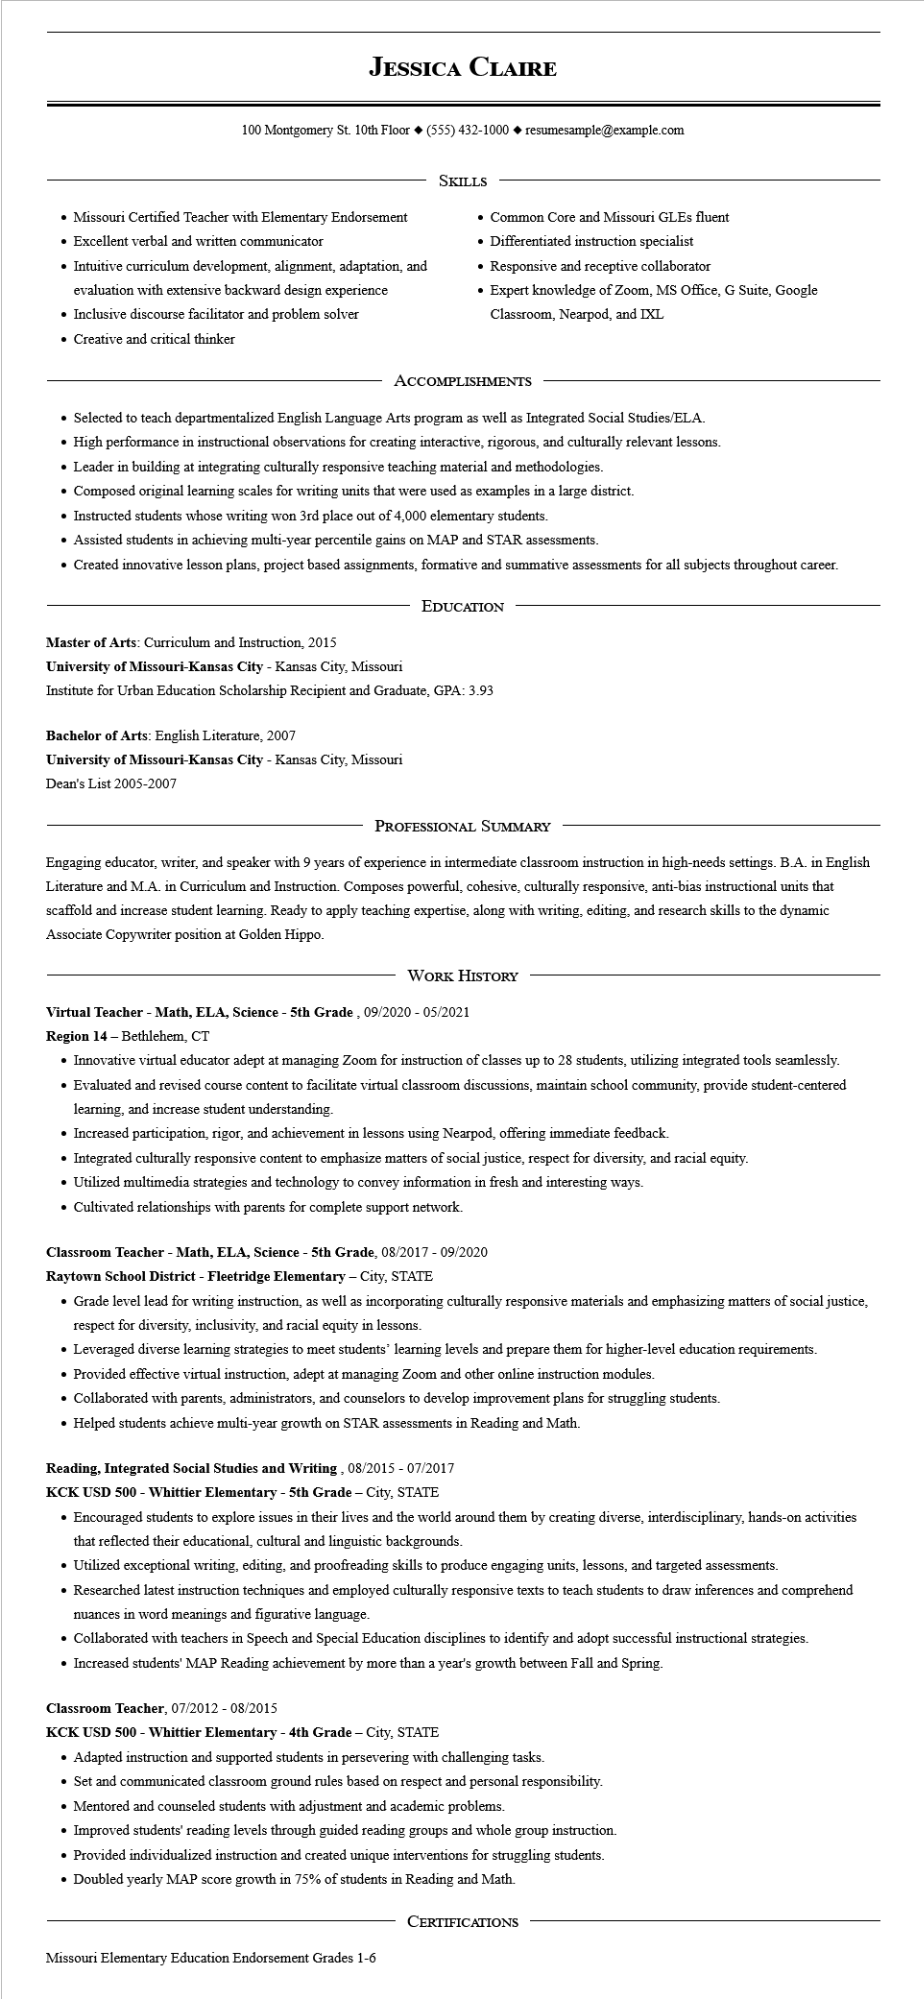 Jessica Claire
100 Montgomery St. 10th Floor ◆ (555) 432-1000 ◆ resumesample@example.com
Skills
• Missouri Certified Teacher with Elementary Endorsement
• Excellent verbal and written communicator
• Intuitive curriculum development, alignment, adaptation, and
evaluation with extensive backward design experience
• Inclusive discourse facilitator and problem solver
• Creative and critical thinker
• Common Core and Missouri GLEs fluent
• Differentiated instruction specialist
• Responsive and receptive collaborator
• Expert knowledge of Zoom, MS Office, G Suite, Google
Classroom, Nearpod, and IXL
Accomplishments
• Selected to teach departmentalized English Language Arts program as well as Integrated Social Studies/ELA.
• High performance in instructional observations for creating interactive, rigorous, and culturally relevant lessons.
• Leader in building at integrating culturally responsive teaching material and methodologies.
• Composed original learning scales for writing units that were used as examples in a large district.
• Instructed students whose writing won 3rd place out of 4,000 elementary students.
• Assisted students in achieving multi-year percentile gains on MAP and STAR assessments.
• Created innovative lesson plans, project based assignments, formative and summative assessments for all subjects throughout career.
Education
Master of Arts: Curriculum and Instruction, 2015
University of Missouri-Kansas City - Kansas City, Missouri
Institute for Urban Education Scholarship Recipient and Graduate, GPA: 3.93
Bachelor of Arts: English Literature, 2007
University of Missouri-Kansas City - Kansas City, Missouri
Dean's List 2005-2007
Professional Summary
Engaging educator, writer, and speaker with 9 years of experience in intermediate classroom instruction in high-needs settings. B.A. in English
Literature and M.A. in Curriculum and Instruction. Composes powerful, cohesive, culturally responsive, anti-bias instructional units that
scaffold and increase student learning. Ready to apply teaching expertise, along with writing, editing, and research skills to the dynamic
Associate Copywriter position at Golden Hippo.
Work History
Virtual Teacher - Math, ELA, Science - 5th Grade , 09/2020 - 05/2021
Region 14 – Bethlehem, CT
• Innovative virtual educator adept at managing Zoom for instruction of classes up to 28 students, utilizing integrated tools seamlessly.
• Evaluated and revised course content to facilitate virtual classroom discussions, maintain school community, provide student-centered
learning, and increase student understanding.
• Increased participation, rigor, and achievement in lessons using Nearpod, offering immediate feedback.
• Integrated culturally responsive content to emphasize matters of social justice, respect for diversity, and racial equity.
• Utilized multimedia strategies and technology to convey information in fresh and interesting ways.
• Cultivated relationships with parents for complete support network.
Classroom Teacher - Math, ELA, Science - 5th Grade, 08/2017 - 09/2020
Raytown School District - Fleetridge Elementary – City, STATE
• Grade level lead for writing instruction, as well as incorporating culturally responsive materials and emphasizing matters of social justice,
respect for diversity, inclusivity, and racial equity in lessons.
• Leveraged diverse learning strategies to meet students’ learning levels and prepare them for higher-level education requirements.
• Provided effective virtual instruction, adept at managing Zoom and other online instruction modules.
• Collaborated with parents, administrators, and counselors to develop improvement plans for struggling students.
• Helped students achieve multi-year growth on STAR assessments in Reading and Math.
Reading, Integrated Social Studies and Writing , 08/2015 - 07/2017
KCK USD 500 - Whittier Elementary - 5th Grade – City, STATE
• Encouraged students to explore issues in their lives and the world around them by creating diverse, interdisciplinary, hands-on activities
that reflected their educational, cultural and linguistic backgrounds.
• Utilized exceptional writing, editing, and proofreading skills to produce engaging units, lessons, and targeted assessments.
• Researched latest instruction techniques and employed culturally responsive texts to teach students to draw inferences and comprehend
nuances in word meanings and figurative language.
• Collaborated with teachers in Speech and Special Education disciplines to identify and adopt successful instructional strategies.
• Increased students' MAP Reading achievement by more than a year's growth between Fall and Spring.
Classroom Teacher, 07/2012 - 08/2015
KCK USD 500 - Whittier Elementary - 4th Grade – City, STATE
• Adapted instruction and supported students in persevering with challenging tasks.
• Set and communicated classroom ground rules based on respect and personal responsibility.
• Mentored and counseled students with adjustment and academic problems.
• Improved students' reading levels through guided reading groups and whole group instruction.
• Provided individualized instruction and created unique interventions for struggling students.
• Doubled yearly MAP score growth in 75% of students in Reading and Math.
Certifications
Missouri Elementary Education Endorsement Grades 1-6